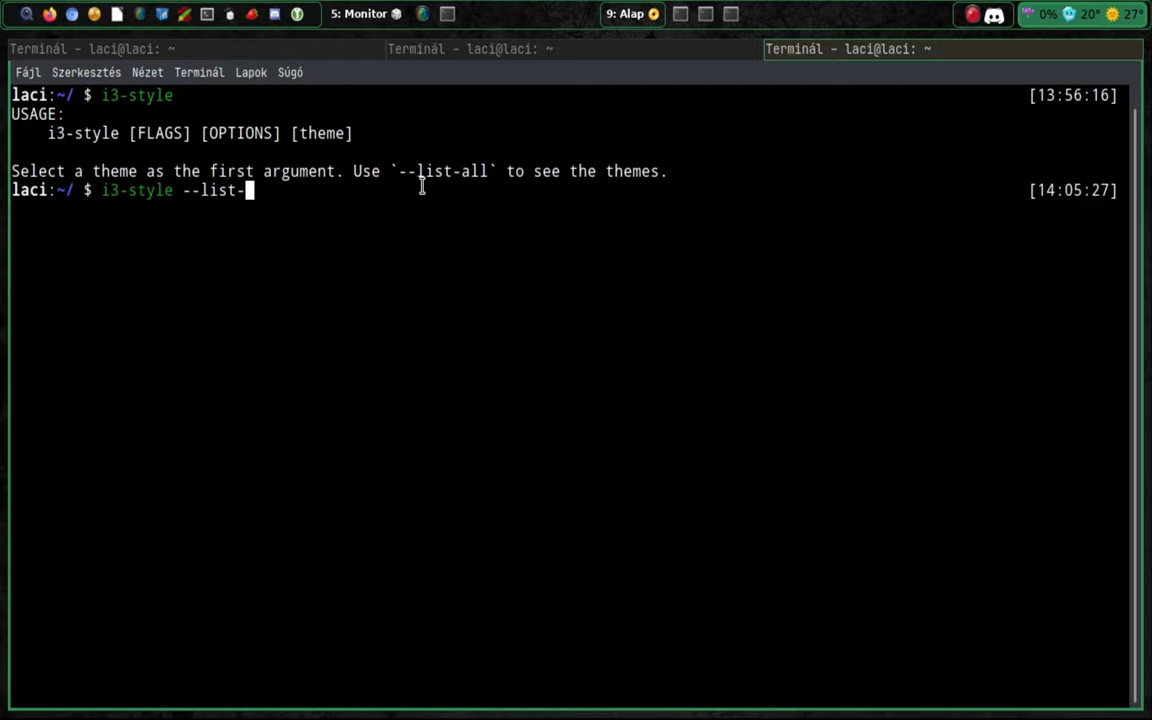 5: Monitor
9: Alap
0% 20° 27°
Terminál - laci@laci: ~
Terminál - laci@laci: ~
Terminál - laci@laci: ~
Fájl Szerkesztés Nézet Terminál Lapok Súgó
laci:~/ $ i3-style [13:56:16]
USAGE:
i3-style [FLAGS] [OPTIONS] [theme]
Select a theme as the first argument. Use `--list-all` to see the themes.
laci:~/ $ i3-style --list- [14:05:27]